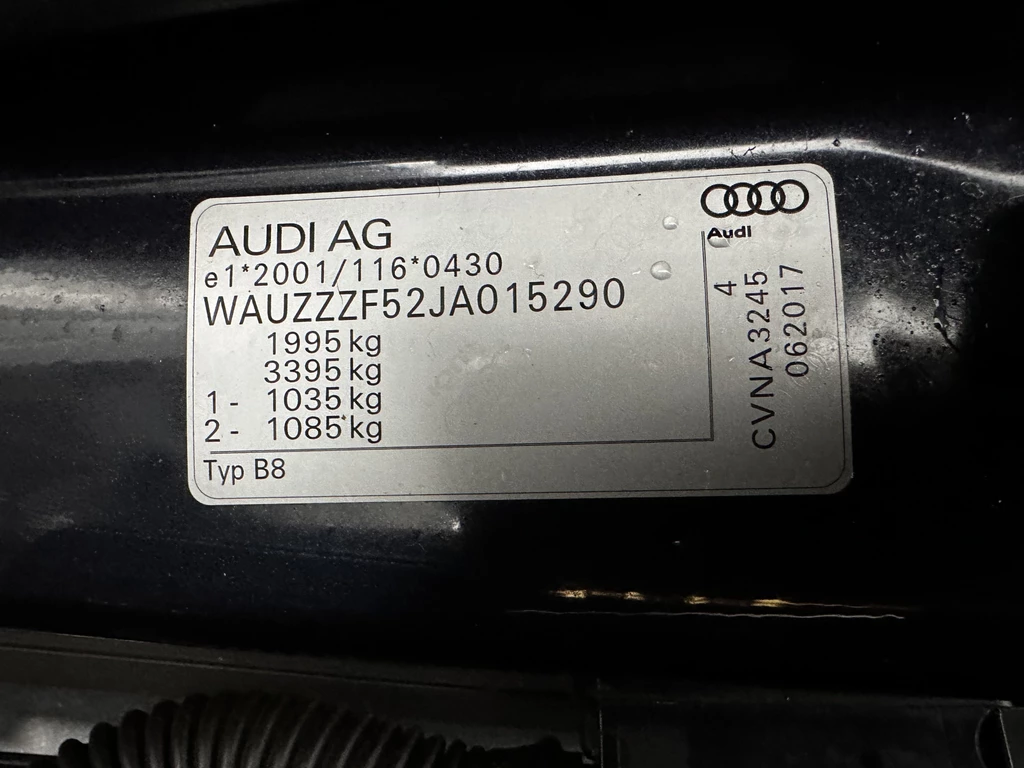 AUDI AG
e1*2001/116*0430
WAUZZZF52JA015290
1995 kg
3395 kg
1 - 1035 kg
2 - 1085 kg
Typ B8
Audi
4
CVNA3245
062017